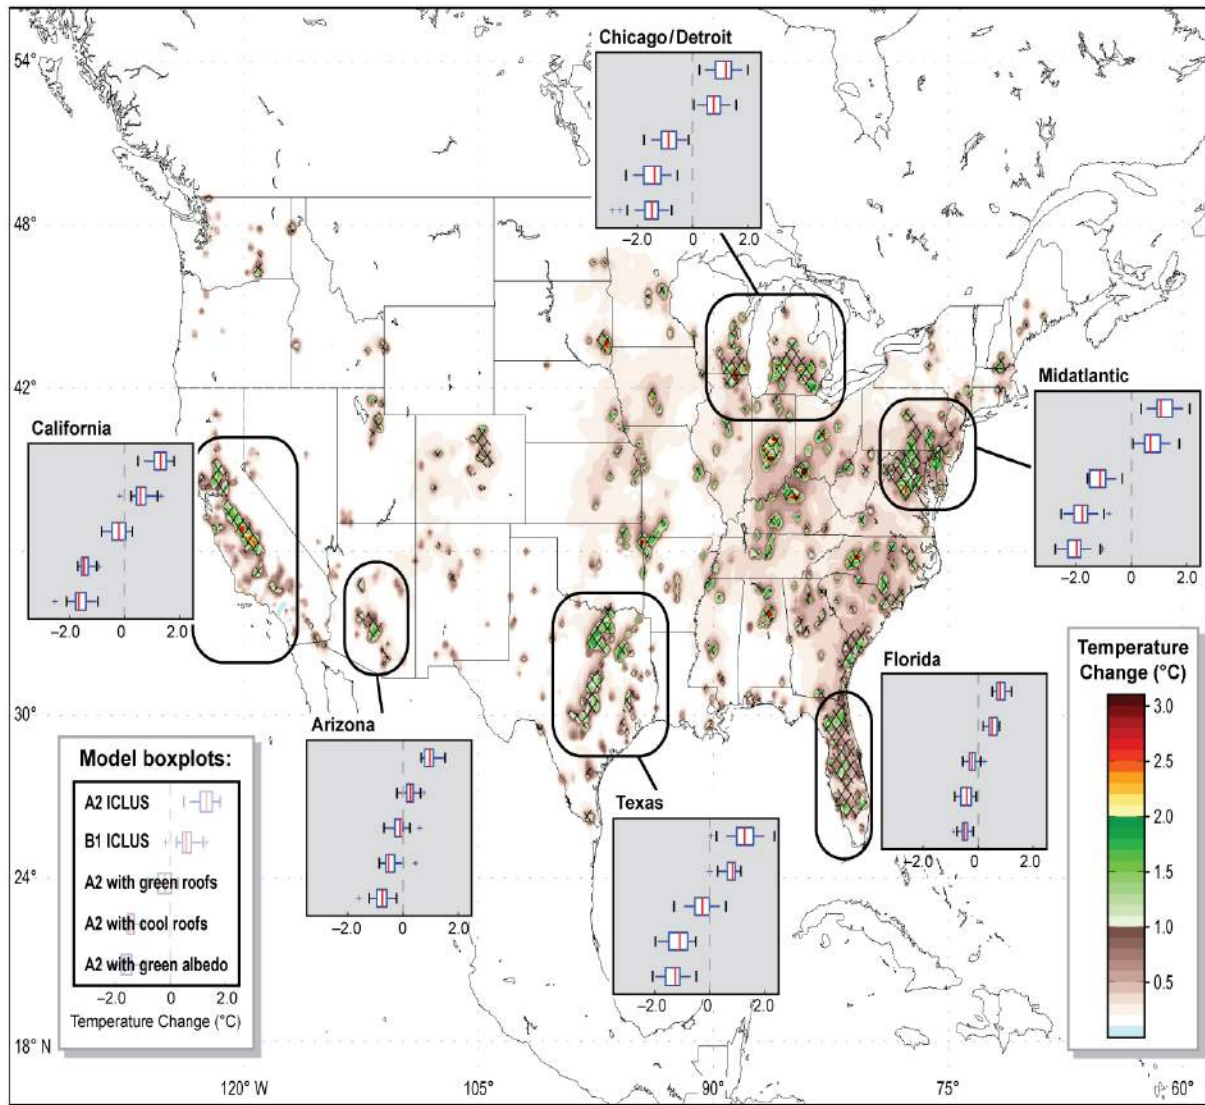 54°
48°
42°
30°
24°
18° N
120° W
105°
90°
75°
60°
Chicago/Detroit
−2.0 0 2.0
Midatlantic
−2.0 0 2.0
California
−2.0 0 2.0
Arizona
−2.0 0 2.0
Texas
−2.0 0 2.0
Florida
−2.0 0 2.0
Model boxplots:
A2 ICLUS
B1 ICLUS
A2 with green roofs
A2 with cool roofs
A2 with green albedo
−2.0 0 2.0
Temperature Change (°C)
Temperature
Change (°C)
3.0
2.5
2.0
1.5
1.0
0.5